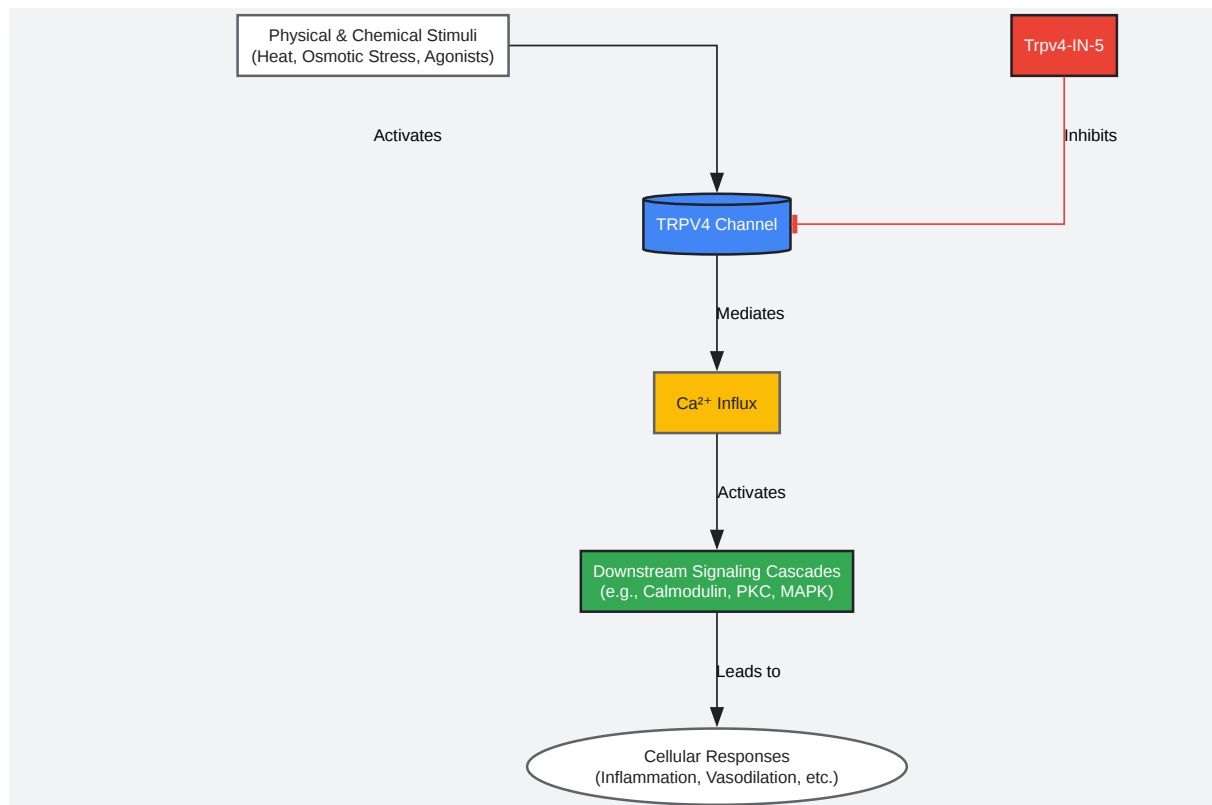 Physical & Chemical Stimuli
(Heat, Osmotic Stress, Agonists)
Trpv4-IN-5
Activates
Inhibits
TRPV4 Channel
Mediates
Ca²⁺ Influx
Activates
Downstream Signaling Cascades
(e.g., Calmodulin, PKC, MAPK)
Leads to
Cellular Responses
(Inflammation, Vasodilation, etc.)